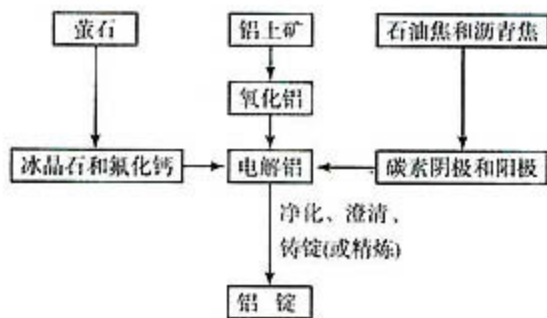 萤石
铝土矿
石油焦和沥青焦
氧化铝
冰晶石和氟化钙
电解铝
碳素阴极和阳极
净化、澄清、
铸锭(或精炼)
铝 锭